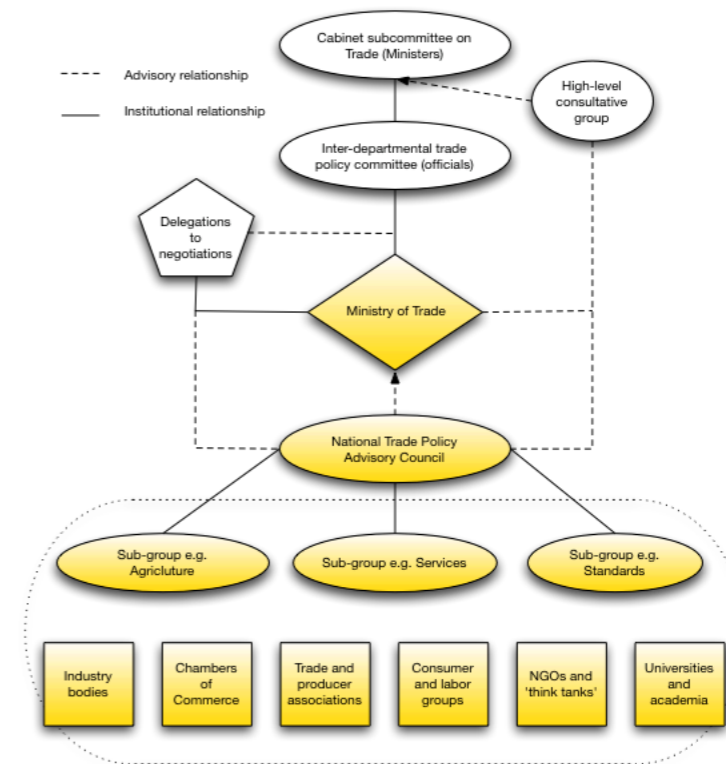 Cabinet subcommittee on
Trade (Ministers)
Advisory relationship
Institutional relationship
High-level
consultative
group
Inter-departmental trade
policy committee (officials)
Delegations
to
negotiations
Ministry of Trade
National Trade Policy
Advisory Council
Sub-group e.g.
Agricluture
Sub-group e.g. Services
Sub-group e.g.
Standards
Industry
bodies
Chambers
of
Commerce
Trade and
producer
associations
Consumer
and labor
groups
NGOs and
'think tanks'
Universities
and
academia